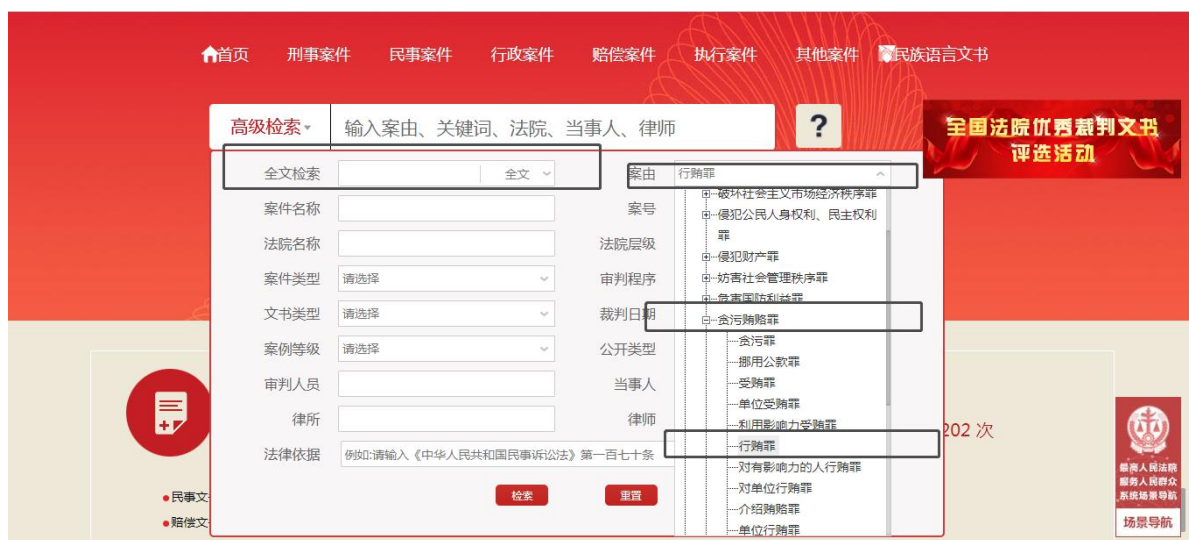 首页 刑事案件 民事案件 行政案件 赔偿案件 执行案件 其他案件 民族语言文书
高级检索 输入案由、关键词、法院、当事人、律师 ?
全国法院优秀裁判文书
评选活动
全文检索 全文 案由 行贿罪
破坏社会主义市场经济秩序罪
案件名称 案号 侵犯公民人身权利、民主权利
罪
法院名称 法院层级
侵犯财产罪
案件类型 请选择 审判程序 妨害社会管理秩序罪
危害国防利益罪
文书类型 请选择 裁判日期 贪污贿赂罪
案例等级 请选择 公开类型 贪污罪
挪用公款罪
审判人员 当事人 受贿罪
单位受贿罪
律所 律师 利用影响力受贿罪
202 次
法律依据 例如:请输入《中华人民共和国民事诉讼法》第一百七十条 行贿罪
对有影响力的人行贿罪
检索 重置 对单位行贿罪
介绍贿赂罪
单位行贿罪
民事文
赔偿文
最高人民法院
服务人民群众
系统场景导航
场景导航